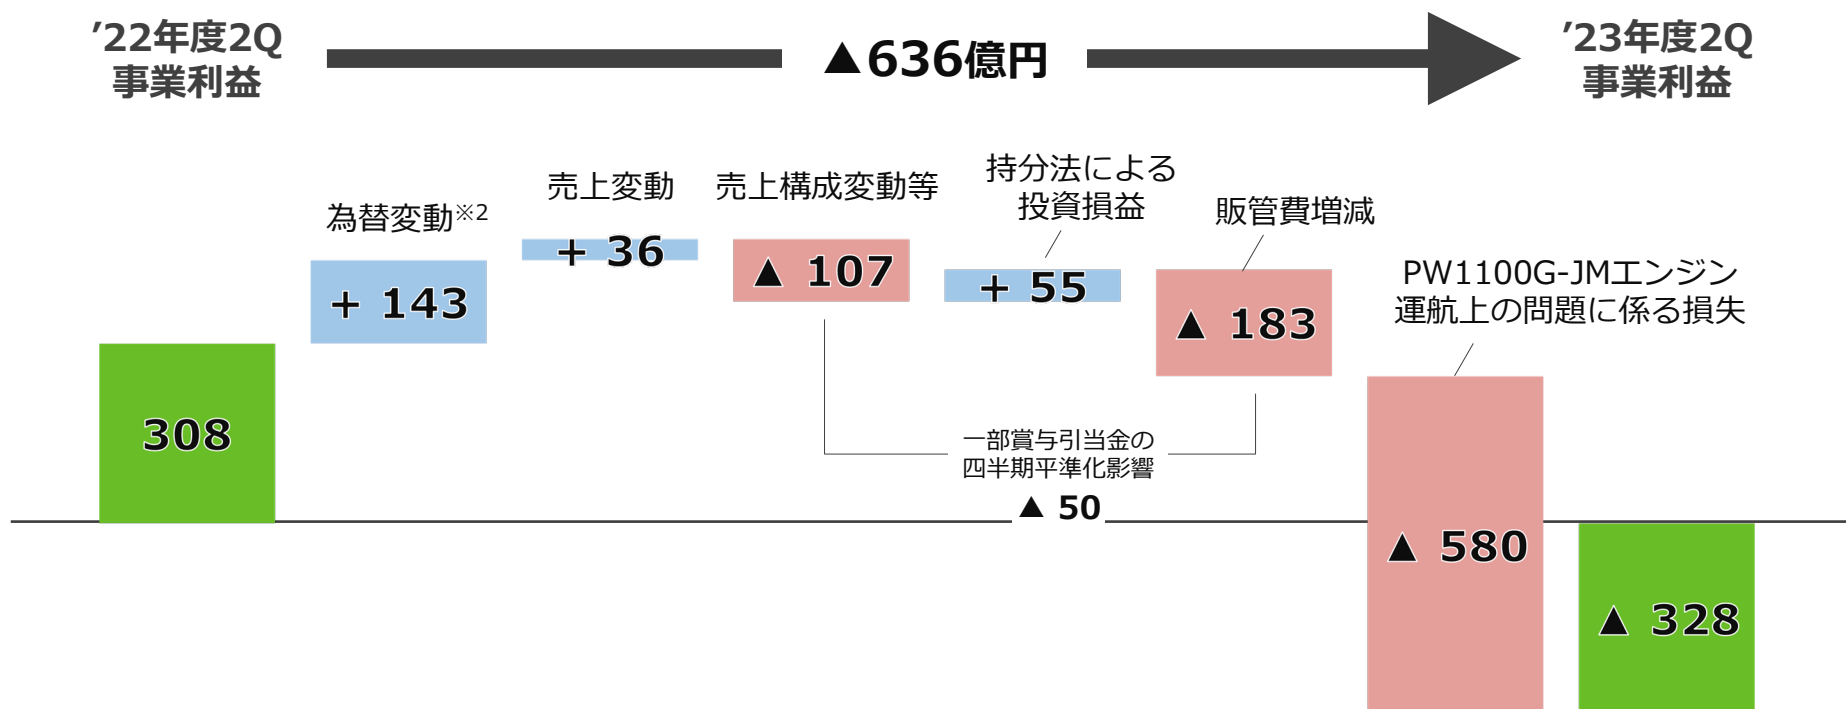 ’22年度2Q
事業利益
▲636億円
’23年度2Q
事業利益
為替変動※2
売上変動
売上構成変動等
持分法による
投資損益
販管費増減
PW1100G-JMエンジン
運航上の問題に係る損失
308
+ 143
+ 36
▲ 107
+ 55
▲ 183
▲ 580
▲ 328
一部賞与引当金の
四半期平準化影響
▲ 50